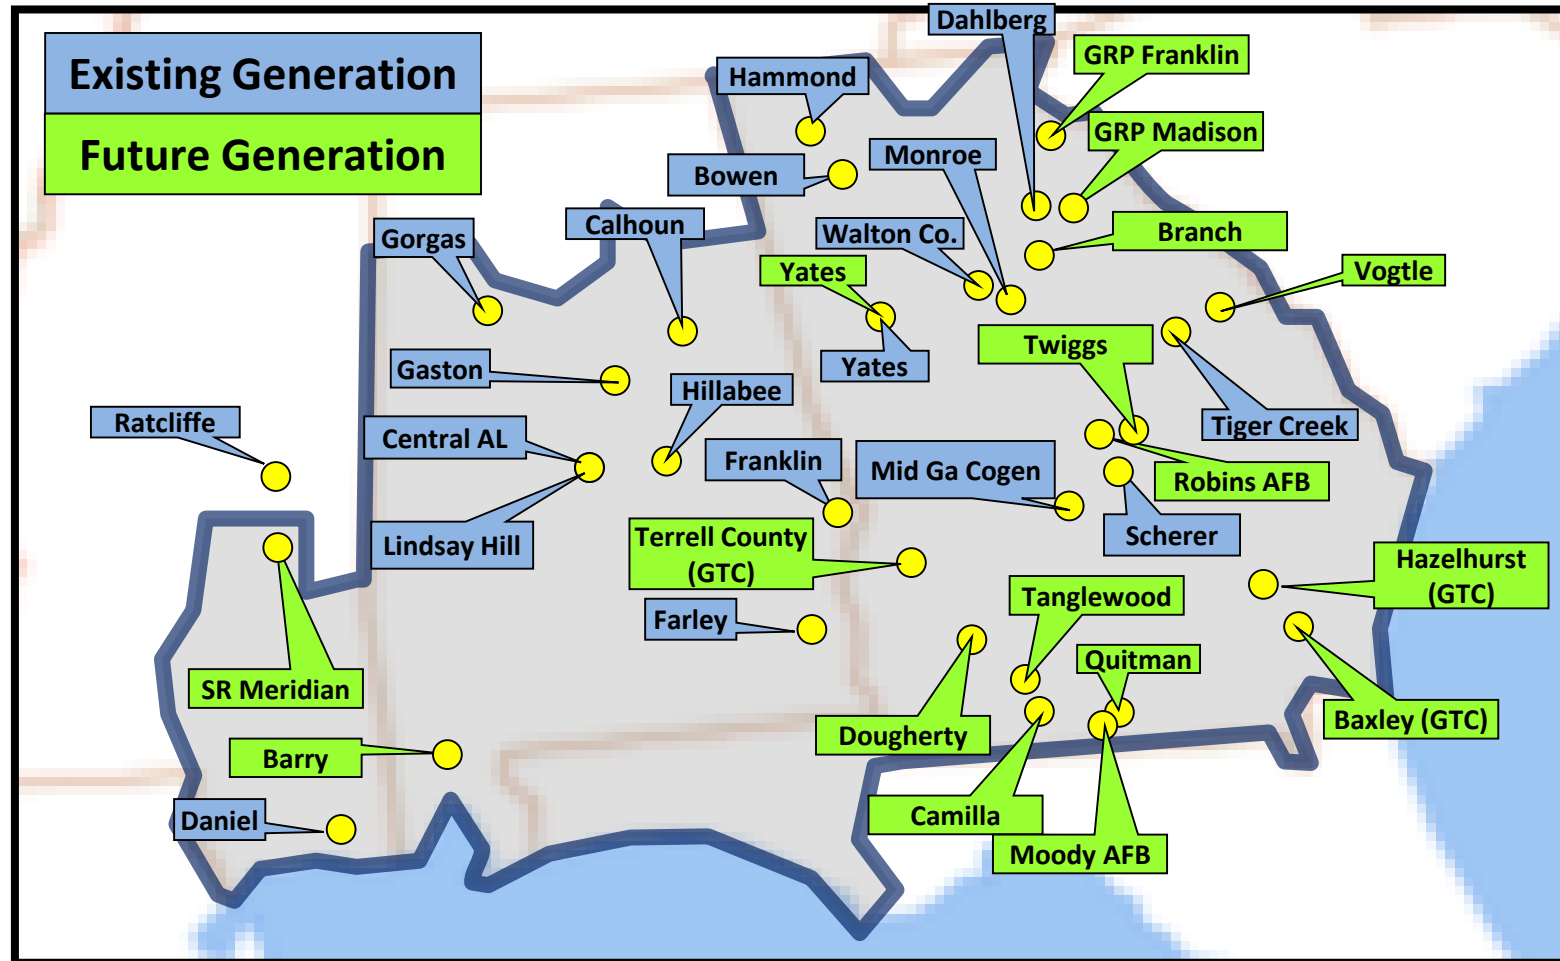 Existing Generation
Future Generation
Dahlberg
GRP Franklin
Hammond
GRP Madison
Monroe
Bowen
Calhoun
Gorgas
Walton Co.
Branch
Yates
Vogtle
Twiggs
Yates
Gaston
Hillabee
Ratcliffe
Central AL
Tiger Creek
Franklin
Mid Ga Cogen
Robins AFB
Lindsay Hill
Scherer
Terrell County
(GTC)
Hazelhurst
(GTC)
Tanglewood
Farley
Quitman
SR Meridian
Baxley (GTC)
Dougherty
Barry
Camilla
Daniel
Moody AFB